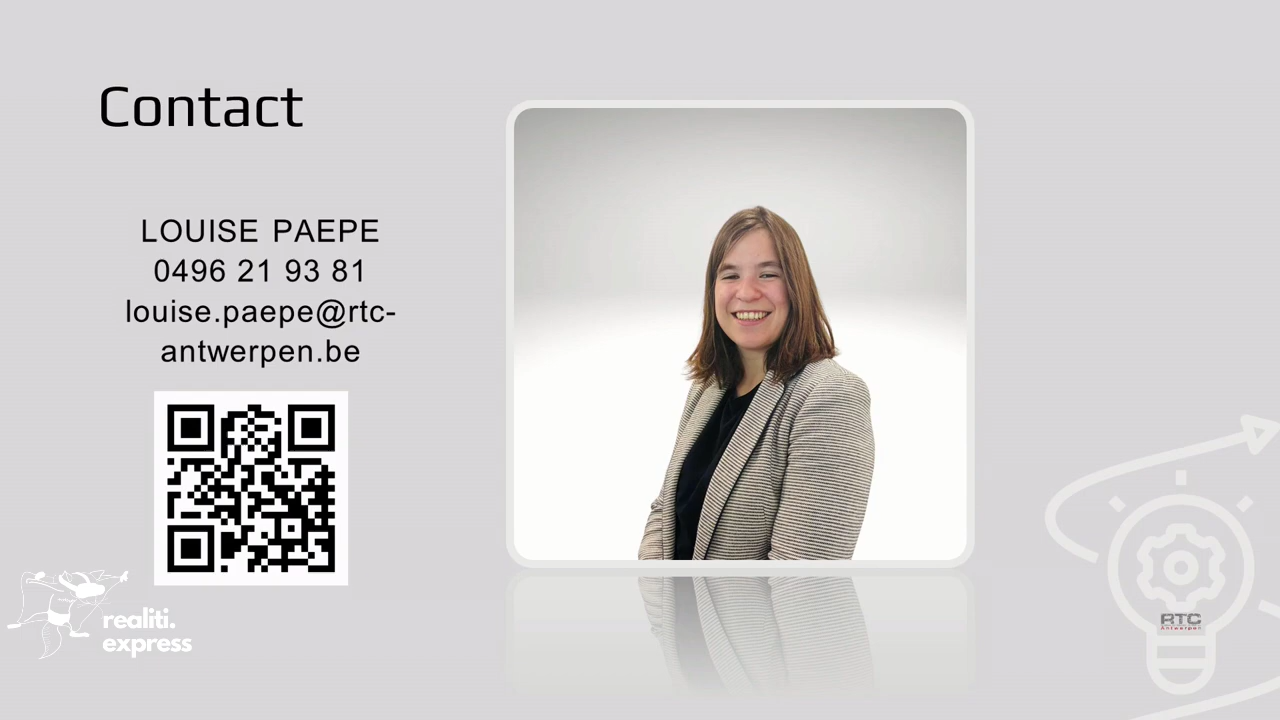 Contact
LOUISE PAEPE
0496 21 93 81
louise.paepe@rtc-
antwerpen.be
realiti.
express
RTC
Antwerpen